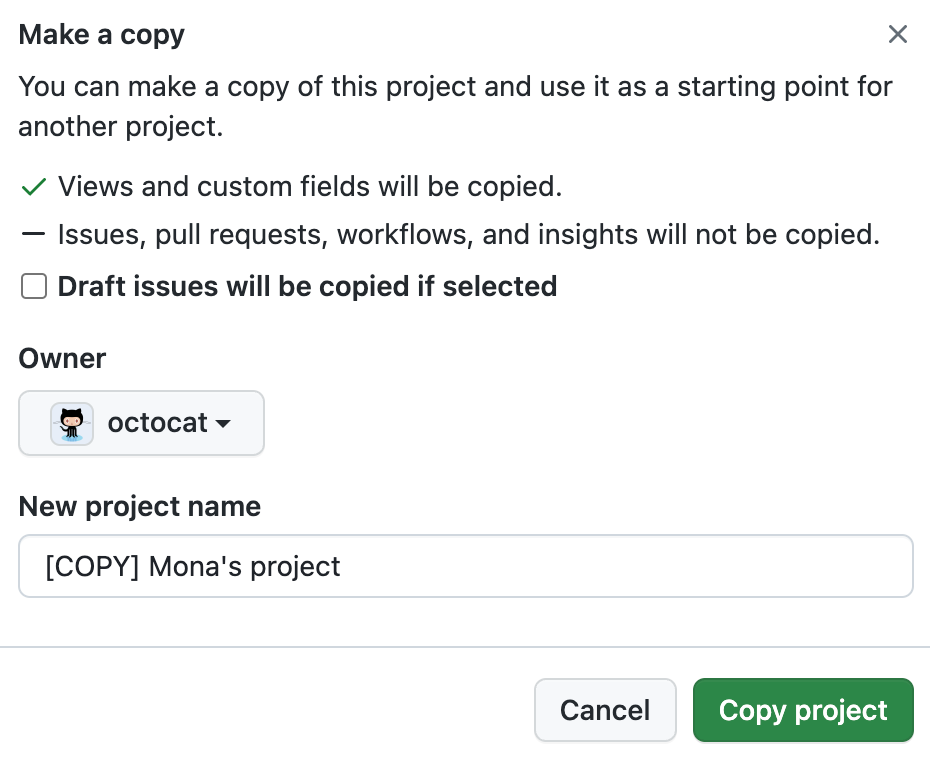 Make a copy
You can make a copy of this project and use it as a starting point for
another project.
Views and custom fields will be copied.
Issues, pull requests, workflows, and insights will not be copied.
Draft issues will be copied if selected
Owner
octocat
New project name
[COPY] Mona's project
Cancel
Copy project